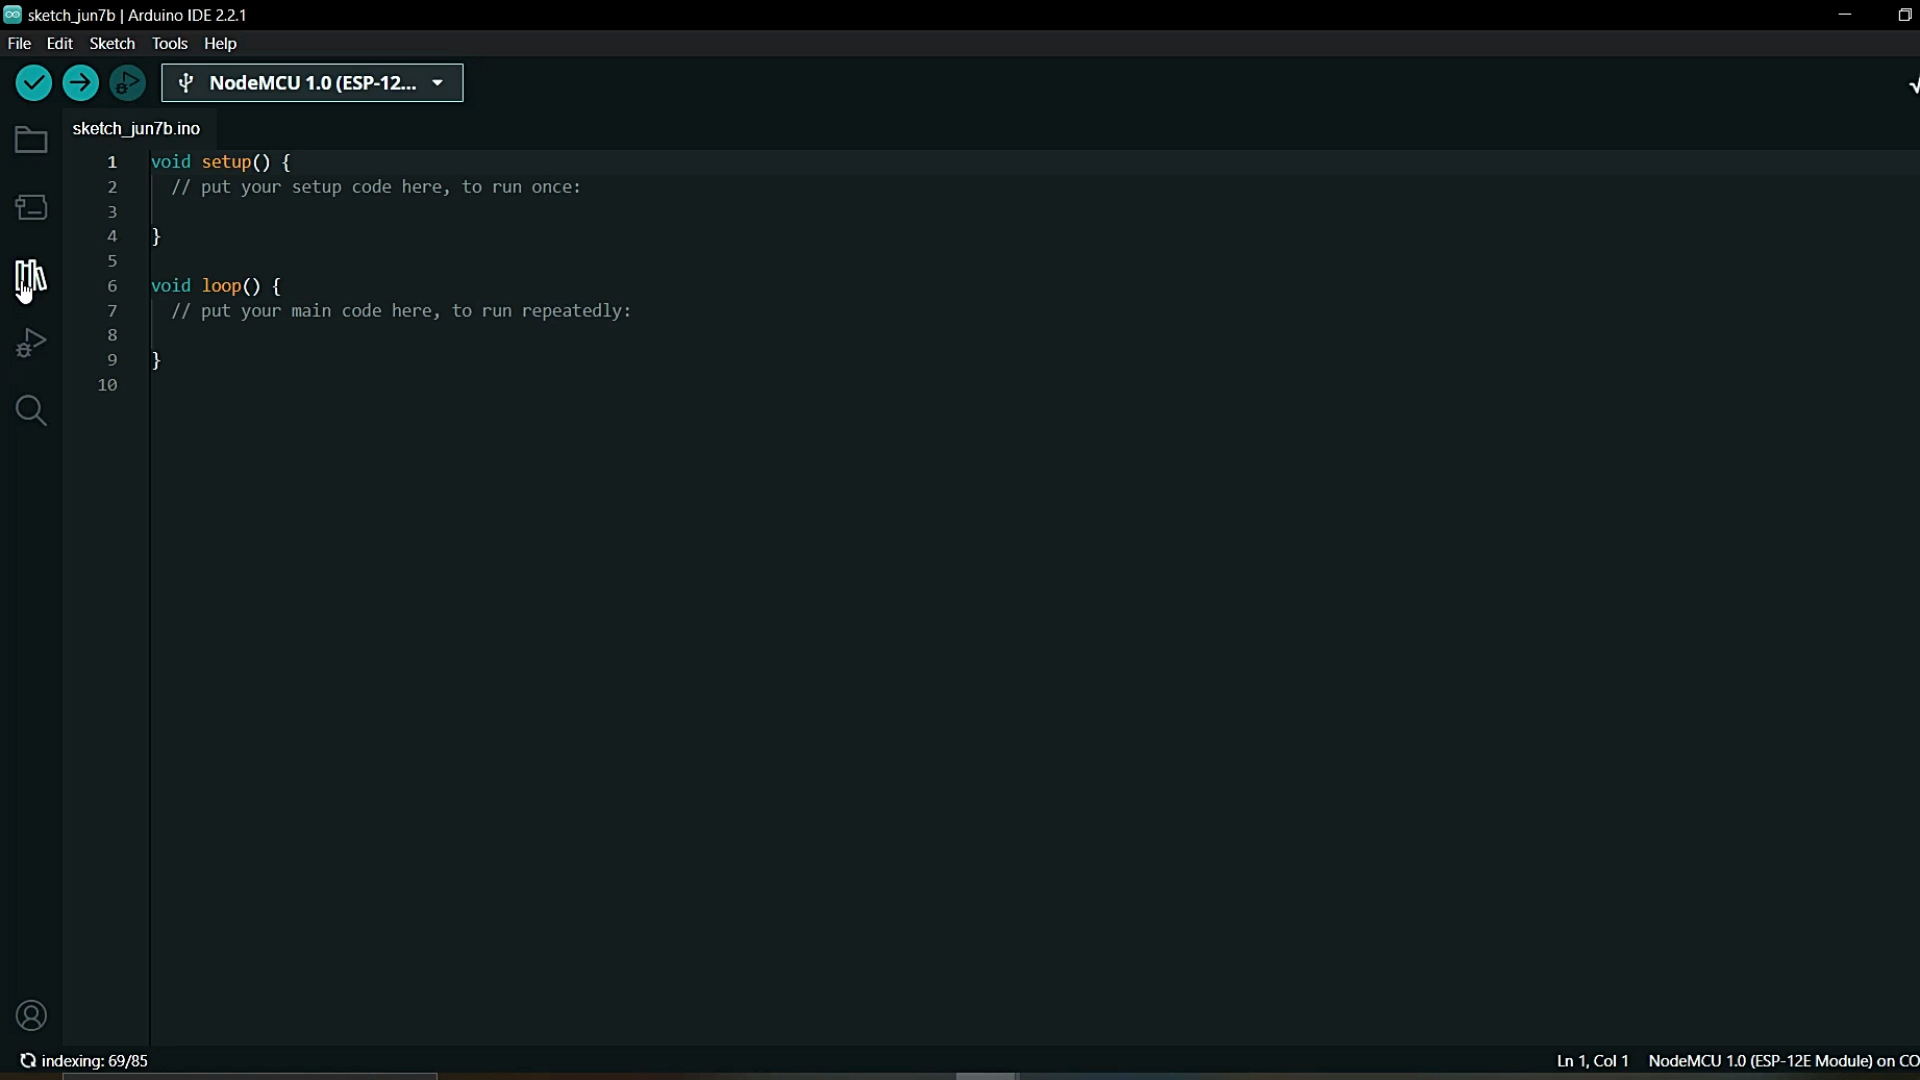 sketch_jun7b | Arduino IDE 2.2.1
File Edit Sketch Tools Help
NodeMCU 1.0 (ESP-12...
sketch_jun7b.ino
1 void setup() {
2 // put your setup code here, to run once:
3
4 }
5
6 void loop() {
7 // put your main code here, to run repeatedly:
8
9 }
10
indexing: 69/85
Ln 1, Col 1 NodeMCU 1.0 (ESP-12E Module) on CO